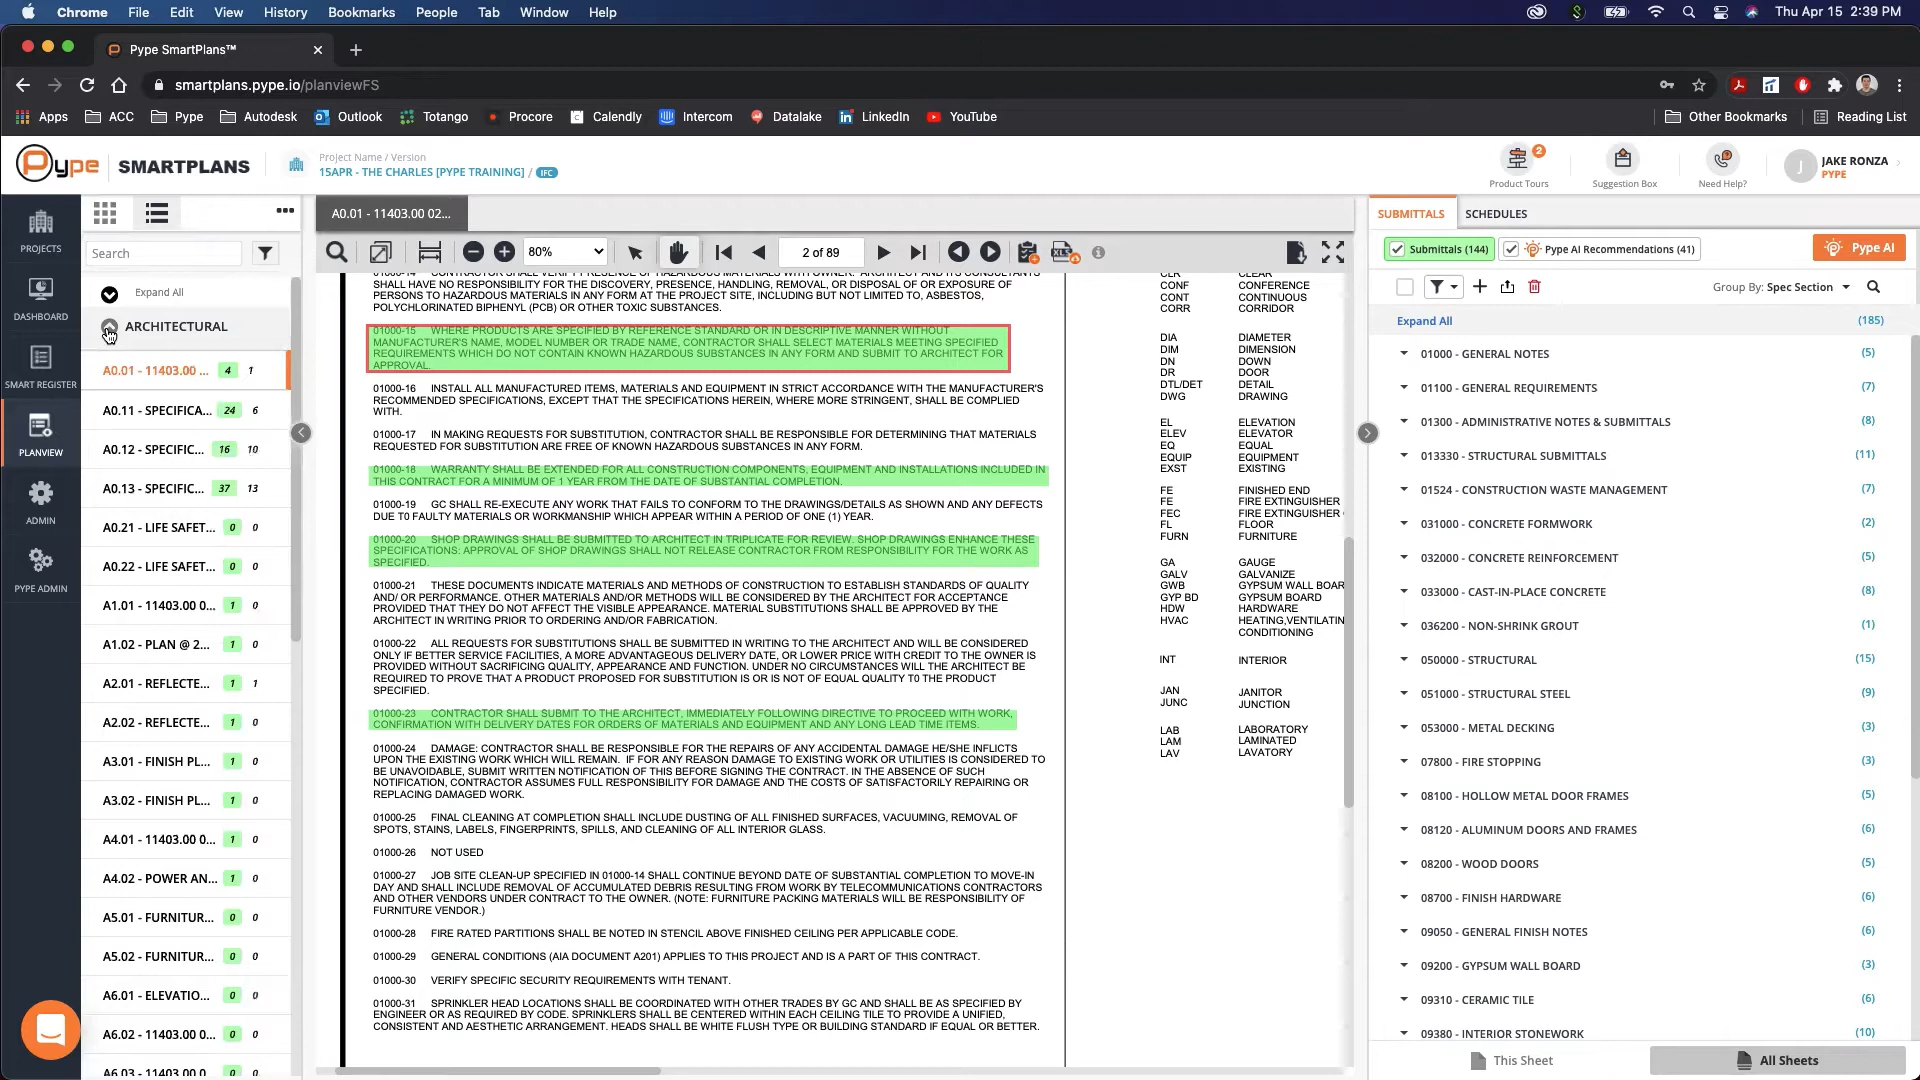 Chrome File Edit View History Bookmarks People Tab Window Help Thu Apr 15 2:39 PM
Pype SmartPlans™
smartplans.pype.io/planviewFS
Apps ACC Pype Autodesk Outlook Totango Procore Calendly Intercom Datalake LinkedIn YouTube Other Bookmarks Reading List
Pype SMARTPLANS
Project Name / Version
15APR - THE CHARLES [PYPE TRAINING] / IFC
Product Tours 2
Suggestion Box
Need Help?
J JAKE RONZA
PYPE
PROJECTS
DASHBOARD
SMART REGISTER
PLANVIEW
ADMIN
PYPE ADMIN
Search
Expand All
ARCHITECTURAL
A0.01 - 11403.00 ... 4 1
A0.11 - SPECIFICA... 24 6
A0.12 - SPECIFIC... 16 10
A0.13 - SPECIFIC... 37 13
A0.21 - LIFE SAFET... 0 0
A0.22 - LIFE SAFET... 0 0
A1.01 - 11403.00 0... 1 0
A1.02 - PLAN @ 2... 1 0
A2.01 - REFLECTE... 1 1
A2.02 - REFLECTE... 1 0
A3.01 - FINISH PL... 1 0
A3.02 - FINISH PL... 1 0
A4.01 - 11403.00 0... 1 0
A4.02 - POWER AN... 1 0
A5.01 - FURNITUR... 0 0
A5.02 - FURNITUR... 0 0
A6.01 - ELEVATIO... 0 0
A6.02 - 11403.00 0... 0 0
A6.03 - 11403.00 0... 0 0
A0.01 - 11403.00 02...
80% 2 of 89 XLS
01000-14 CONTRACTOR SHALL VERIFY PRESENCE OF HAZARDOUS MATERIALS WITH OWNER. ARCHITECT AND ITS CONSULTANTS
SHALL HAVE NO RESPONSIBILITY FOR THE DISCOVERY, PRESENCE, HANDLING, REMOVAL, OR DISPOSAL OF OR EXPOSURE OF
PERSONS TO HAZARDOUS MATERIALS IN ANY FORM AT THE PROJECT SITE, INCLUDING BUT NOT LIMITED TO, ASBESTOS,
POLYCHLORINATED BIPHENYL (PCB) OR OTHER TOXIC SUBSTANCES.
01000-15 WHERE PRODUCTS ARE SPECIFIED BY REFERENCE STANDARD OR IN DESCRIPTIVE MANNER WITHOUT
MANUFACTURER'S NAME, MODEL NUMBER OR TRADE NAME, CONTRACTOR SHALL SELECT MATERIALS MEETING SPECIFIED
REQUIREMENTS WHICH DO NOT CONTAIN KNOWN HAZARDOUS SUBSTANCES IN ANY FORM AND SUBMIT TO ARCHITECT FOR
APPROVAL.
01000-16 INSTALL ALL MANUFACTURED ITEMS, MATERIALS AND EQUIPMENT IN STRICT ACCORDANCE WITH THE MANUFACTURER'S
RECOMMENDED SPECIFICATIONS, EXCEPT THAT THE SPECIFICATIONS HEREIN, WHERE MORE STRINGENT, SHALL BE COMPLIED
WITH.
01000-17 IN MAKING REQUESTS FOR SUBSTITUTION, CONTRACTOR SHALL BE RESPONSIBLE FOR DETERMINING THAT MATERIALS
REQUESTED FOR SUBSTITUTION ARE FREE OF KNOWN HAZARDOUS SUBSTANCES IN ANY FORM.
01000-18 WARRANTY SHALL BE EXTENDED FOR ALL CONSTRUCTION COMPONENTS, EQUIPMENT AND INSTALLATIONS INCLUDED IN
THIS CONTRACT FOR A MINIMUM OF 1 YEAR FROM THE DATE OF SUBSTANTIAL COMPLETION.
01000-19 GC SHALL RE-EXECUTE ANY WORK THAT FAILS TO CONFORM TO THE DRAWINGS/DETAILS AS SHOWN AND ANY DEFECTS
DUE T0 FAULTY MATERIALS OR WORKMANSHIP WHICH APPEAR WITHIN A PERIOD OF ONE (1) YEAR.
01000-20 SHOP DRAWINGS SHALL BE SUBMITTED TO ARCHITECT IN TRIPLICATE FOR REVIEW. SHOP DRAWINGS ENHANCE THESE
SPECIFICATIONS: APPROVAL OF SHOP DRAWINGS SHALL NOT RELEASE CONTRACTOR FROM RESPONSIBILITY FOR THE WORK AS
SPECIFIED.
01000-21 THESE DOCUMENTS INDICATE MATERIALS AND METHODS OF CONSTRUCTION TO ESTABLISH STANDARDS OF QUALITY
AND/ OR PERFORMANCE. OTHER MATERIALS AND/OR METHODS WILL BE CONSIDERED BY THE ARCHITECT FOR ACCEPTANCE
PROVIDED THAT THEY DO NOT AFFECT THE VISIBLE APPEARANCE. MATERIAL SUBSTITUTIONS SHALL BE APPROVED BY THE
ARCHITECT IN WRITING PRIOR TO ORDERING AND/OR FABRICATION.
01000-22 ALL REQUESTS FOR SUBSTITUTIONS SHALL BE SUBMITTED IN WRITING TO THE ARCHITECT AND WILL BE CONSIDERED
ONLY IF BETTER SERVICE FACILITIES, A MORE ADVANTAGEOUS DELIVERY DATE, OR LOWER PRICE WITH CREDIT TO THE OWNER IS
PROVIDED WITHOUT SACRIFICING QUALITY, APPEARANCE AND FUNCTION. UNDER NO CIRCUMSTANCES WILL THE ARCHITECT BE
REQUIRED TO PROVE THAT A PRODUCT PROPOSED FOR SUBSTITUTION IS OR IS NOT OF EQUAL QUALITY T0 THE PRODUCT
SPECIFIED.
01000-23 CONTRACTOR SHALL SUBMIT TO THE ARCHITECT, IMMEDIATELY FOLLOWING DIRECTIVE TO PROCEED WITH WORK,
CONFIRMATION WITH DELIVERY DATES FOR ORDERS OF MATERIALS AND EQUIPMENT AND ANY LONG LEAD TIME ITEMS.
01000-24 DAMAGE: CONTRACTOR SHALL BE RESPONSIBLE FOR THE REPAIRS OF ANY ACCIDENTAL DAMAGE HE/SHE INFLICTS
UPON THE EXISTING WORK WHICH WILL REMAIN. IF FOR ANY REASON DAMAGE TO EXISTING WORK OR UTILITIES IS CONSIDERED TO
BE UNAVOIDABLE, SUBMIT WRITTEN NOTIFICATION OF THIS BEFORE SIGNING THE CONTRACT. IN THE ABSENCE OF SUCH
NOTIFICATION, CONTRACTOR ASSUMES FULL RESPONSIBILITY FOR DAMAGE AND THE COSTS OF SATISFACTORILY REPAIRING OR
REPLACING DAMAGED WORK.
01000-25 FINAL CLEANING AT COMPLETION SHALL INCLUDE DUSTING OF ALL FINISHED SURFACES, VACUUMING, REMOVAL OF
SPOTS, STAINS, LABELS, FINGERPRINTS, SPILLS, AND CLEANING OF ALL INTERIOR GLASS.
01000-26 NOT USED
01000-27 JOB SITE CLEAN-UP SPECIFIED IN 01000-14 SHALL CONTINUE BEYOND DATE OF SUBSTANTIAL COMPLETION TO MOVE-IN
DAY AND SHALL INCLUDE REMOVAL OF ACCUMULATED DEBRIS RESULTING FROM WORK BY TELECOMMUNICATIONS CONTRACTORS
AND OTHER VENDORS UNDER CONTRACT TO THE OWNER. (NOTE: FURNITURE PACKING MATERIALS WILL BE RESPONSIBILITY OF
FURNITURE VENDOR.)
01000-28 FIRE RATED PARTITIONS SHALL BE NOTED IN STENCIL ABOVE FINISHED CEILING PER APPLICABLE CODE.
01000-29 GENERAL CONDITIONS (AIA DOCUMENT A201) APPLIES TO THIS PROJECT AND IS A PART OF THIS CONTRACT.
01000-30 VERIFY SPECIFIC SECURITY REQUIREMENTS WITH TENANT.
01000-31 SPRINKLER HEAD LOCATIONS SHALL BE COORDINATED WITH OTHER TRADES BY GC AND SHALL BE AS SPECIFIED BY
ENGINEER OR AS REQUIRED BY CODE. SPRINKLERS SHALL BE CENTERED WITHIN EACH CEILING TILE TO PROVIDE A UNIFIED,
CONSISTENT AND AESTHETIC ARRANGEMENT. HEADS SHALL BE WHITE FLUSH TYPE OR BUILDING STANDARD IF EQUAL OR BETTER.
CLR CLEAR
CONF CONFERENCE
CONT CONTINUOUS
CORR CORRIDOR
DIA DIAMETER
DIM DIMENSION
DN DOWN
DR DOOR
DTL/DET DETAIL
DWG DRAWING
EL ELEVATION
ELEV ELEVATOR
EQ EQUAL
EQUIP EQUIPMENT
EXST EXISTING
FE FINISHED END
FE FIRE EXTINGUISHER
FEC FIRE EXTINGUISHER
FL FLOOR
FURN FURNITURE
GA GAUGE
GALV GALVANIZE
GWB GYPSUM WALL BOAR
GYP BD GYPSUM BOARD
HDW HARDWARE
HVAC HEATING,VENTILATIN
CONDITIONING
INT INTERIOR
JAN JANITOR
JUNC JUNCTION
LAB LABORATORY
LAM LAMINATED
LAV LAVATORY
SUBMITTALS SCHEDULES
Submittals (144) Pype AI Recommendations (41) Pype AI
Group By: Spec Section
Expand All (185)
01000 - GENERAL NOTES (5)
01100 - GENERAL REQUIREMENTS (7)
01300 - ADMINISTRATIVE NOTES & SUBMITTALS (8)
013330 - STRUCTURAL SUBMITTALS (11)
01524 - CONSTRUCTION WASTE MANAGEMENT (7)
031000 - CONCRETE FORMWORK (2)
032000 - CONCRETE REINFORCEMENT (5)
033000 - CAST-IN-PLACE CONCRETE (8)
036200 - NON-SHRINK GROUT (1)
050000 - STRUCTURAL (15)
051000 - STRUCTURAL STEEL (9)
053000 - METAL DECKING (3)
07800 - FIRE STOPPING (3)
08100 - HOLLOW METAL DOOR FRAMES (5)
08120 - ALUMINUM DOORS AND FRAMES (6)
08200 - WOOD DOORS (5)
08700 - FINISH HARDWARE (6)
09050 - GENERAL FINISH NOTES (6)
09200 - GYPSUM WALL BOARD (3)
09310 - CERAMIC TILE (6)
09380 - INTERIOR STONEWORK (10)
This Sheet All Sheets